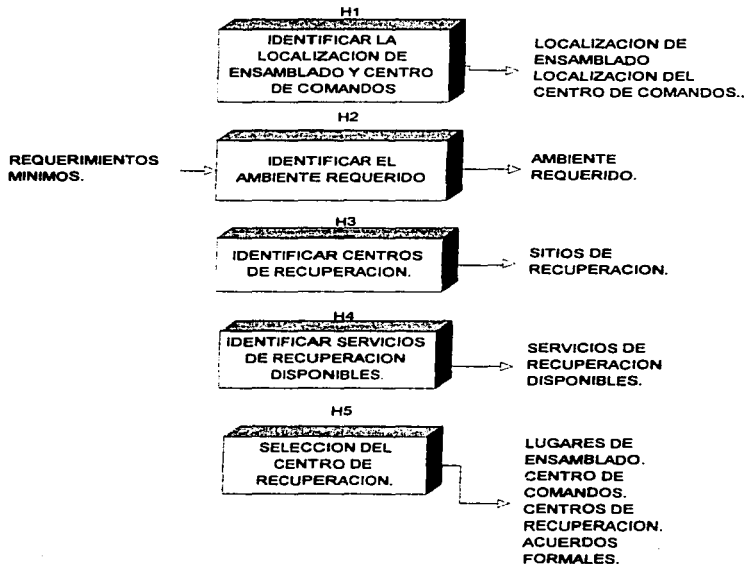 H1
IDENTIFICAR LA
LOCALIZACION DE
ENSAMBLADO Y CENTRO
DE COMANDOS
LOCALIZACION DE
ENSAMBLADO
LOCALIZACION DEL
CENTRO DE COMANDOS..
H2
REQUERIMIENTOS
MINIMOS.
IDENTIFICAR EL
AMBIENTE REQUERIDO
AMBIENTE
REQUERIDO.
H3
IDENTIFICAR CENTROS
DE RECUPERACION.
SITIOS DE
RECUPERACION.
H4
IDENTIFICAR SERVICIOS
DE RECUPERACION
DISPONIBLES.
SERVICIOS DE
RECUPERACION
DISPONIBLES.
H5
SELECCION DEL
CENTRO DE
RECUPERACION.
LUGARES DE
ENSAMBLADO.
CENTRO DE
COMANDOS.
CENTROS DE
RECUPERACION.
ACUERDOS
FORMALES.